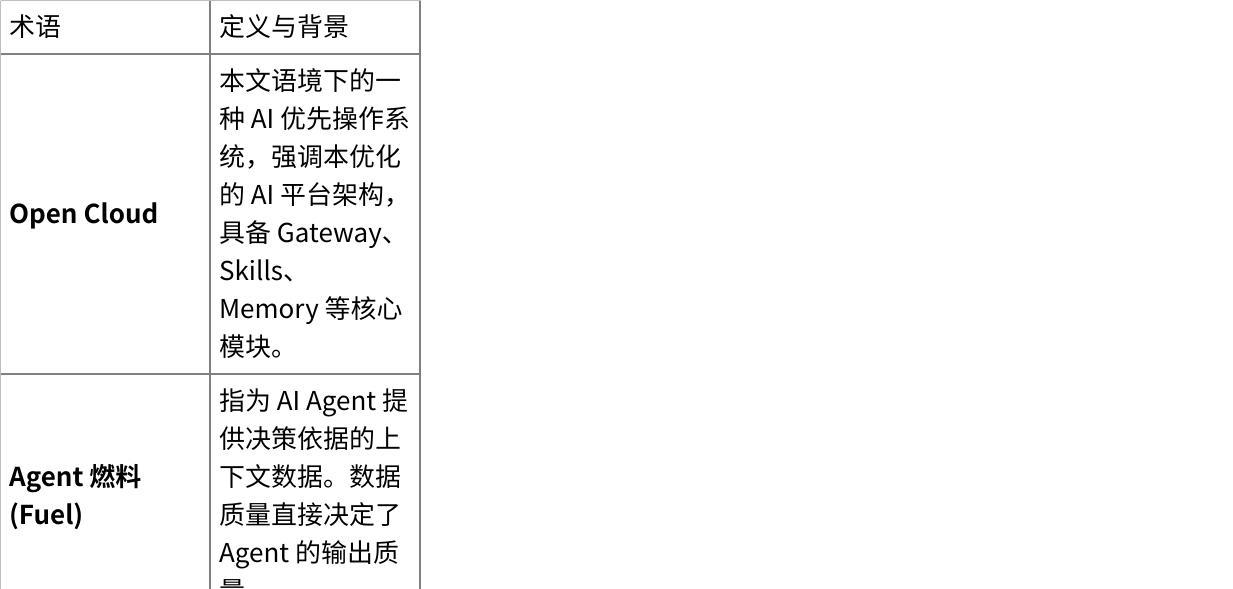 术语
定义与背景
Open Cloud
本文语境下的一
种 AI 优先操作系
统，强调本优化
的 AI 平台架构，
具备 Gateway、
Skills、
Memory 等核心
模块。
Agent 燃料
(Fuel)
指为 AI Agent 提
供决策依据的上
下文数据。数据
质量直接决定了
Agent 的输出质